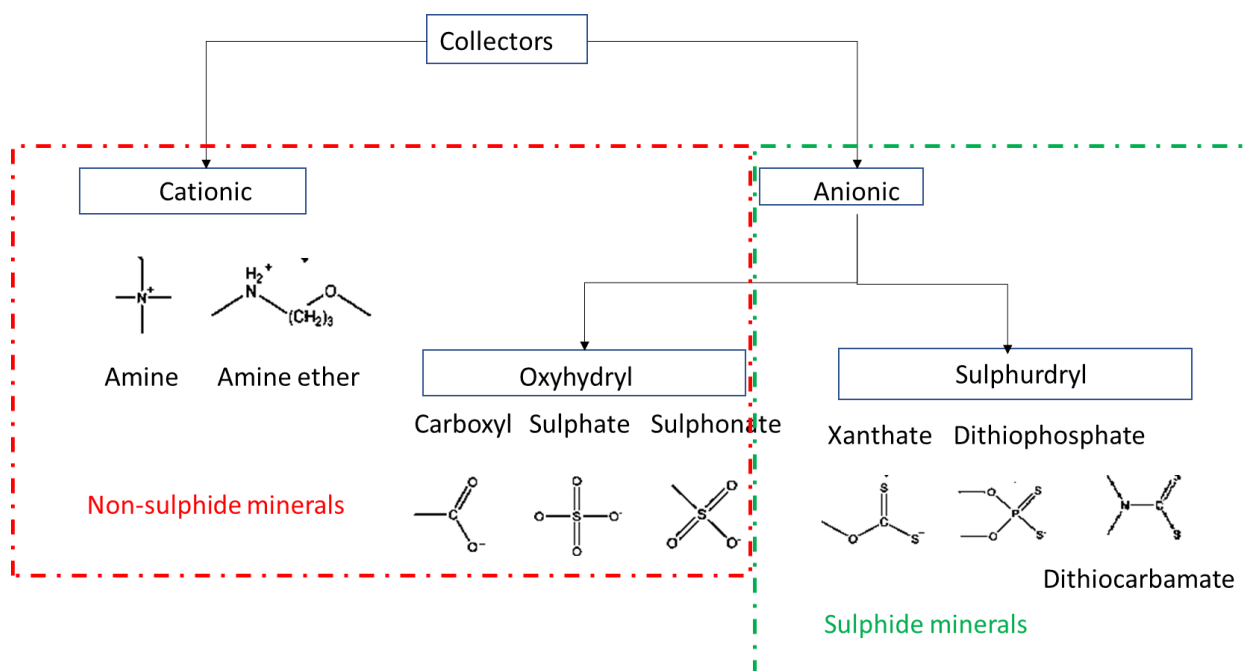 Collectors
Cationic
Anionic
H2+
N+
N
O
(CH2)3
Amine
Amine ether
Oxyhydryl
Sulphurdryl
Carboxyl Sulphate Sulphonate
Xanthate Dithiophosphate
Non-sulphide minerals
O
C
O-
O
O S O-
O
O
S
O O-
S
C
O S-
O S
P
O S-
N C
S
Dithiocarbamate
Sulphide minerals